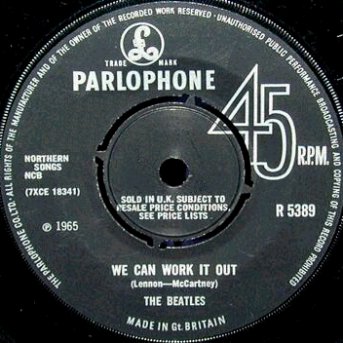 AND OF THE OWNER OF THE RECORDED WORK RESERVED · UNAUTHORISED PUBLIC PERFORMANCE BROADCASTING AND COPYING OF THIS RECORD PROHIBITED
THE PARLOPHONE CO. LTD. · ALL RIGHTS OF THE MANUFACTURER
TRADE MARK
PARLOPHONE
45 R.P.M.
NORTHERN
SONGS
NCB
(7XCE 18341)
SOLD IN U.K. SUBJECT TO
RESALE PRICE CONDITIONS,
SEE PRICE LISTS
R 5389
℗ 1965
WE CAN WORK IT OUT
(Lennon—McCartney)
THE BEATLES
MADE IN Gt. BRITAIN